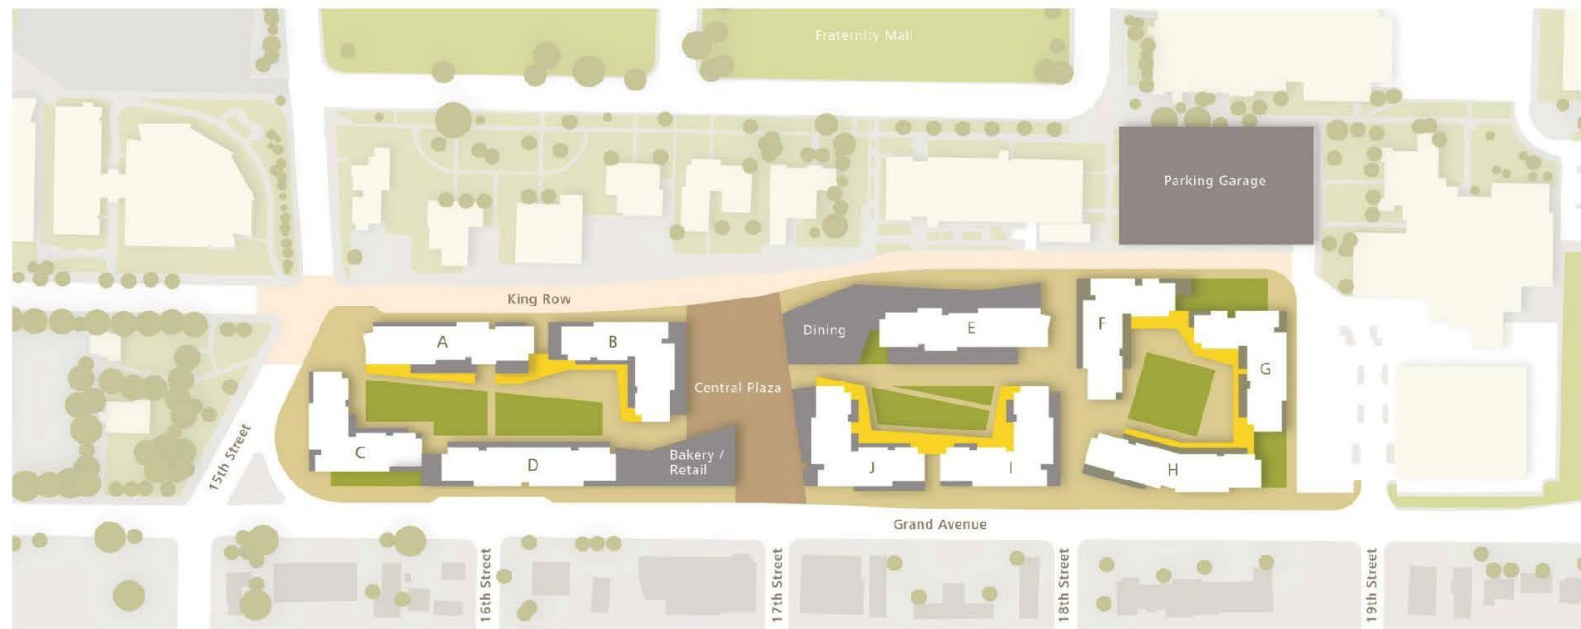 Fraternity Mall
Parking Garage
King Row
A
B
Dining
E
F
G
Central Plaza
C
D
Bakery /
Retail
J
I
H
15th Street
Grand Avenue
16th Street
17th Street
18th Street
19th Street